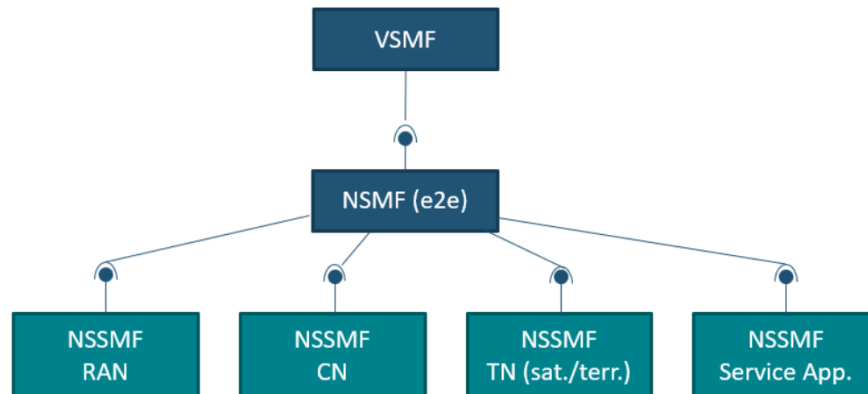 VSMF
NSMF (e2e)
NSSMF
RAN
NSSMF
CN
NSSMF
TN (sat./terr.)
NSSMF
Service App.